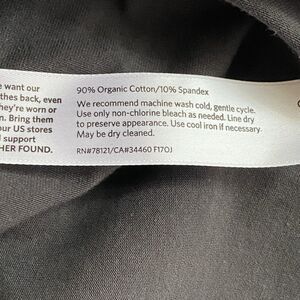 e want our
thes back, even
they're worn or
n. Bring them
our US stores
l support
HER FOUND.
90% Organic Cotton/10% Spandex
We recommend machine wash cold, gentle cycle.
Use only non-chlorine bleach as needed. Line dry
to preserve appearance. Use cool iron if necessary.
May be dry cleaned.
RN#78121/CA#34460 F17OJ